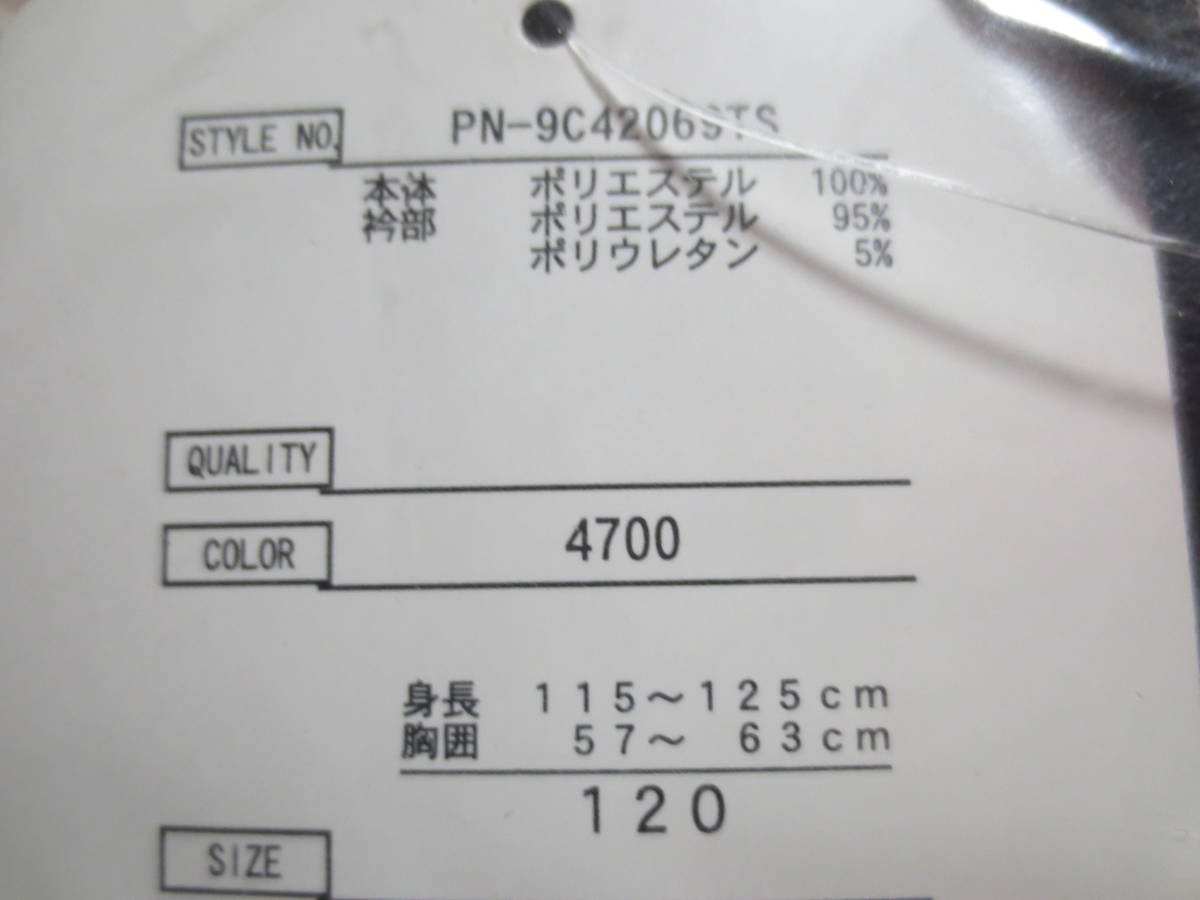 STYLE NO. PN-9C42069TS
本体 ポリエステル 100%
衿部 ポリエステル 95%
ポリウレタン 5%
QUALITY
COLOR 4700
身長 115～125cm
胸囲 57～ 63cm
120
SIZE